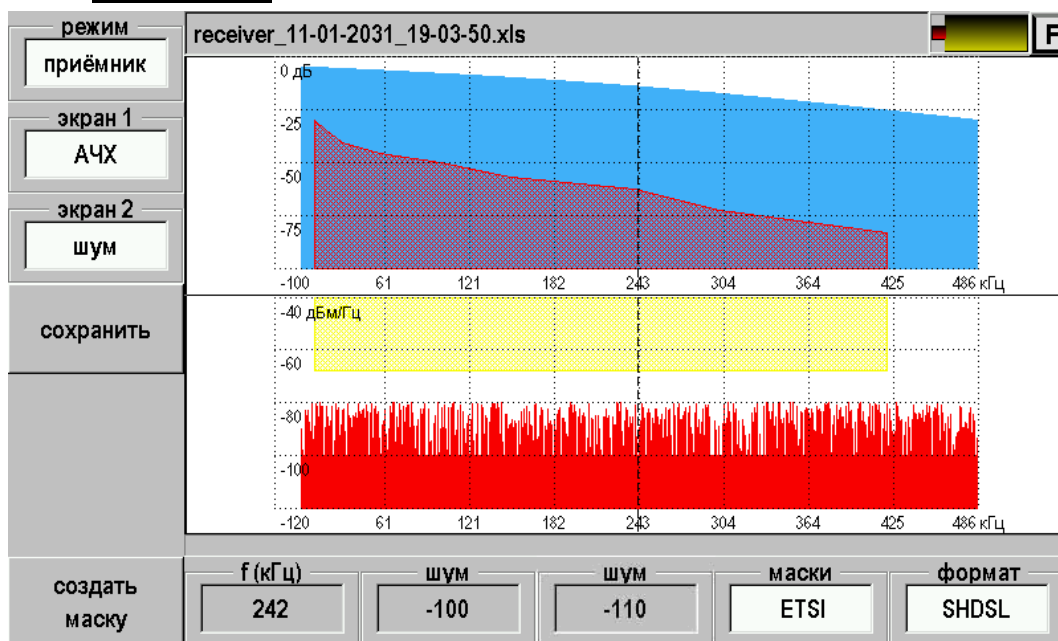 режим
приёмник
экран 1
АЧХ
экран 2
шум
сохранить
создать
маску
receiver_11-01-2031_19-03-50.xls
F
0 дБ
-25
-50
-75
-100 61 121 182 243 304 364 425 486 кГц
-40 дБм/Гц
-60
-80
-100
-120 61 121 182 243 304 364 425 486 кГц
f (кГц) шум шум маски формат
242 -100 -110 ETSI SHDSL